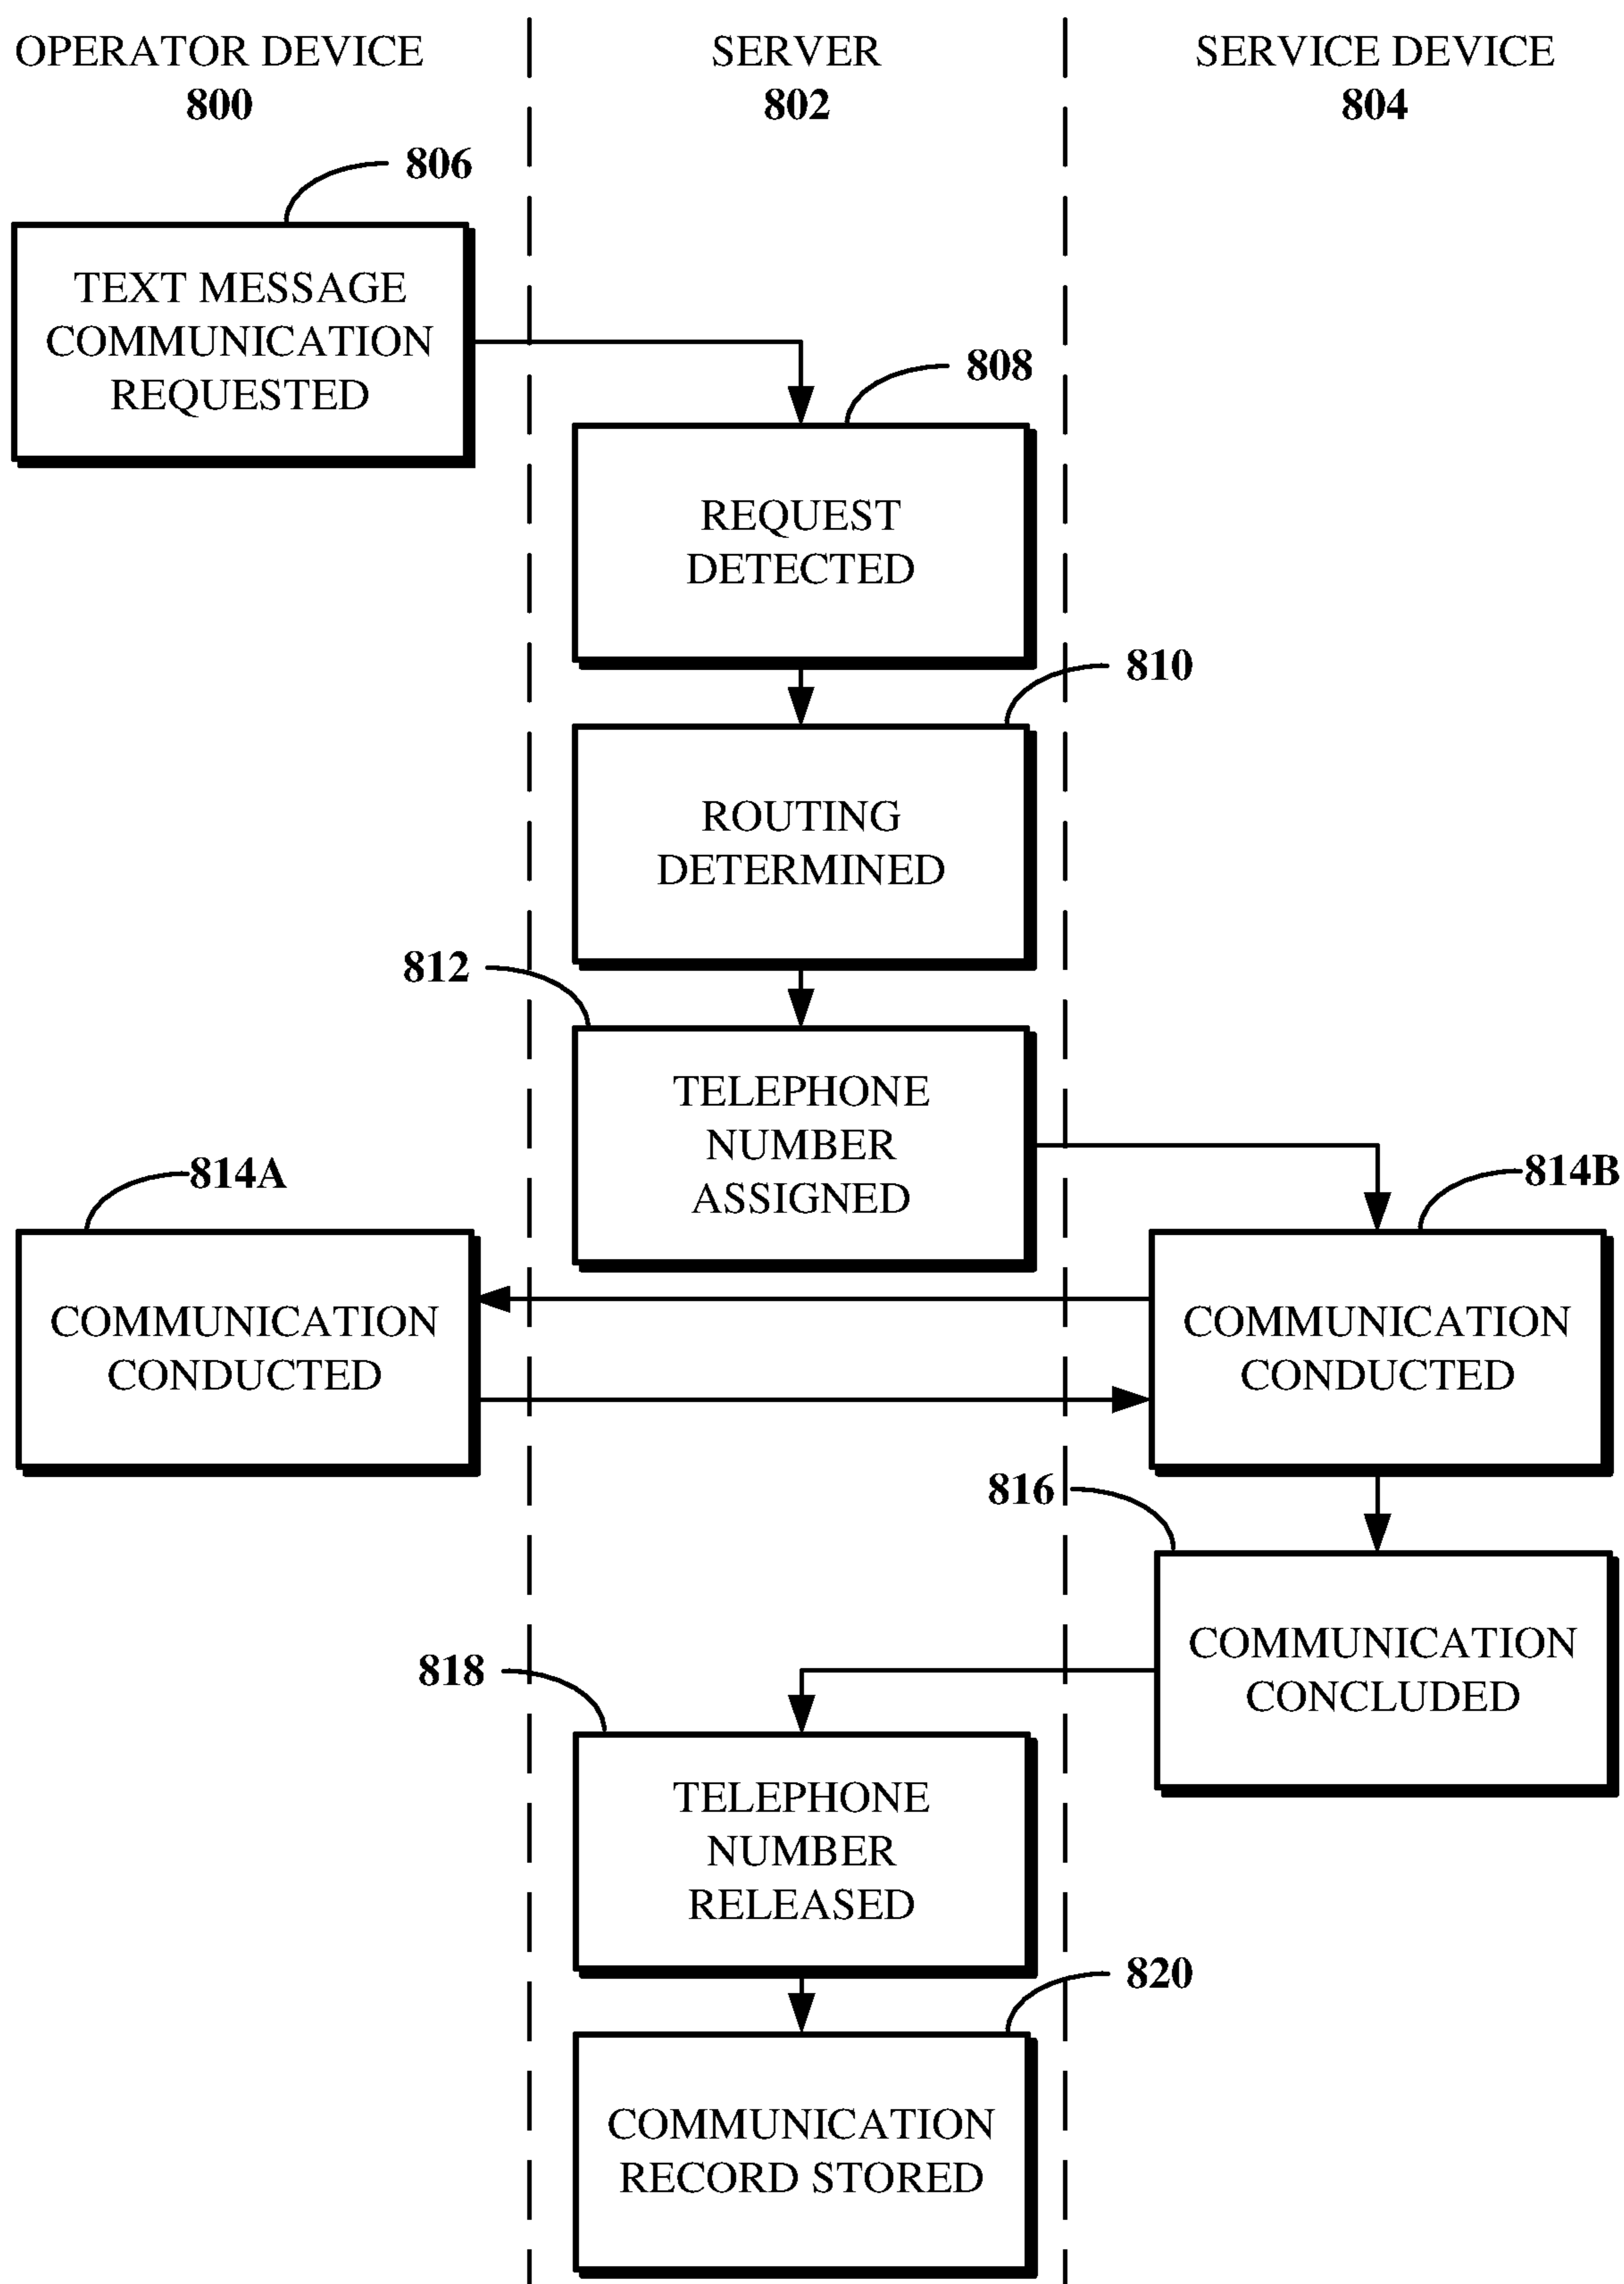 OPERATOR DEVICE
800
SERVER
802
SERVICE DEVICE
804
806
TEXT MESSAGE
COMMUNICATION
REQUESTED
808
REQUEST
DETECTED
810
ROUTING
DETERMINED
812
TELEPHONE
NUMBER
ASSIGNED
814A
COMMUNICATION
CONDUCTED
814B
COMMUNICATION
CONDUCTED
816
COMMUNICATION
CONCLUDED
818
TELEPHONE
NUMBER
RELEASED
820
COMMUNICATION
RECORD STORED